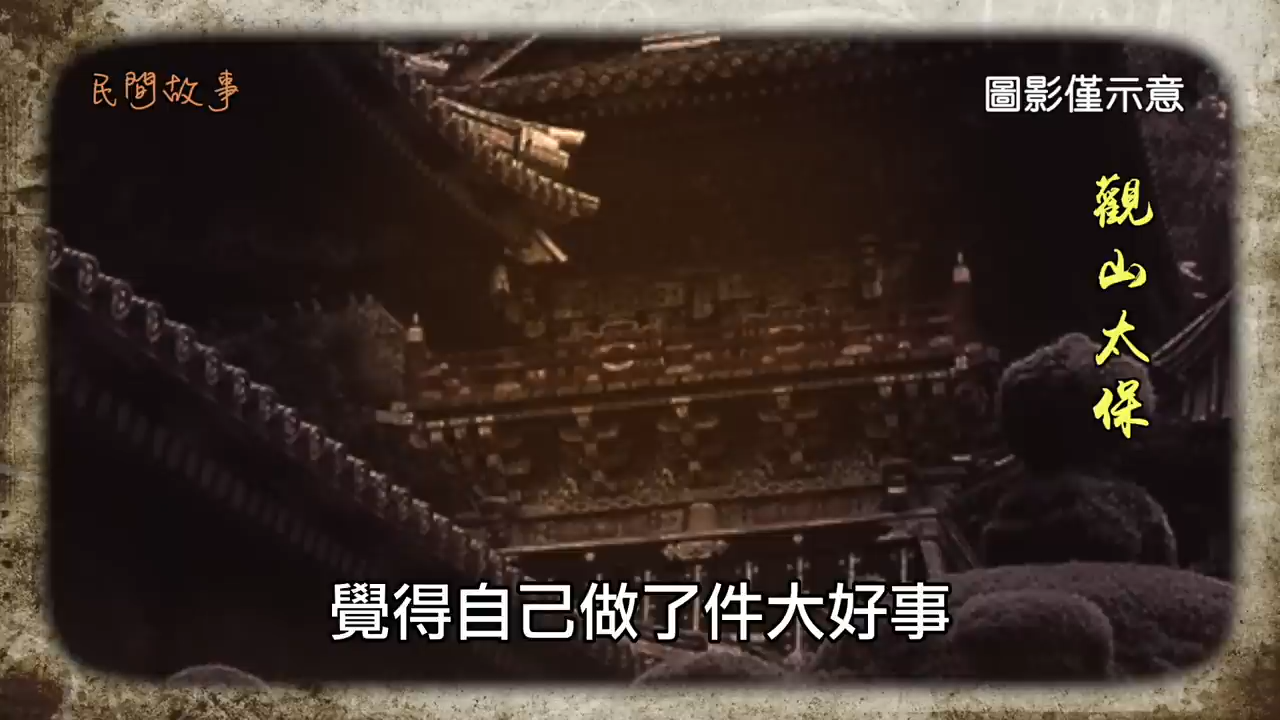 民間故事
圖影僅示意
觀山太保
覺得自己做了件大好事